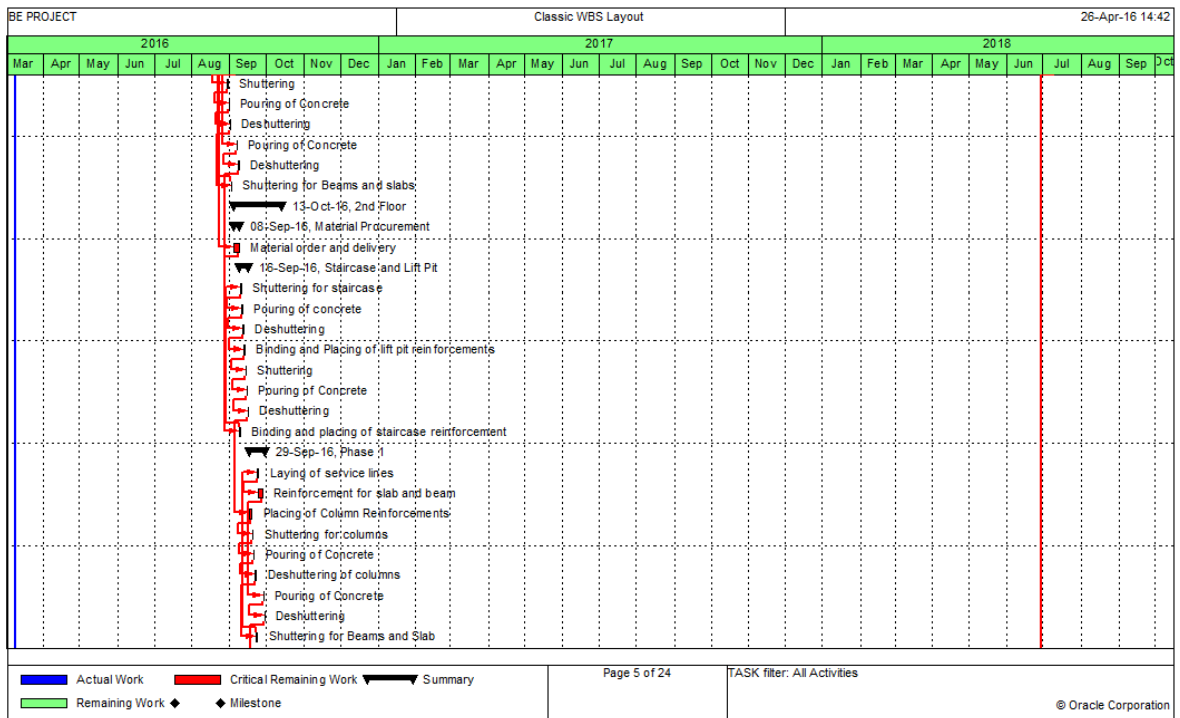 BE PROJECT Classic WBS Layout 26-Apr-16 14:42
2016 2017 2018
Mar Apr May Jun Jul Aug Sep Oct Nov Dec Jan Feb Mar Apr May Jun Jul Aug Sep Oct Nov Dec Jan Feb Mar Apr May Jun Jul Aug Sep Oct
Shuttering
Pouring of Concrete
Deshuttering
Pouring of Concrete
Deshuttering
Shuttering for Beams and slabs
13-Oct-16, 2nd Floor
08-Sep-16, Material Procurement
Material order and delivery
16-Sep-16, Staircase and Lift Pit
Shuttering for staircase
Pouring of concrete
Deshuttering
Binding and Placing of lift pit reinforcements
Shuttering
Pouring of Concrete
Deshuttering
Binding and placing of staircase reinforcement
29-Sep-16, Phase 1
Laying of service lines
Reinforcement for slab and beam
Placing of Column Reinforcements
Shuttering for columns
Pouring of Concrete
Deshuttering of columns
Pouring of Concrete
Deshuttering
Shuttering for Beams and Slab
Actual Work Critical Remaining Work Summary Page 5 of 24 TASK filter: All Activities
Remaining Work Milestone © Oracle Corporation